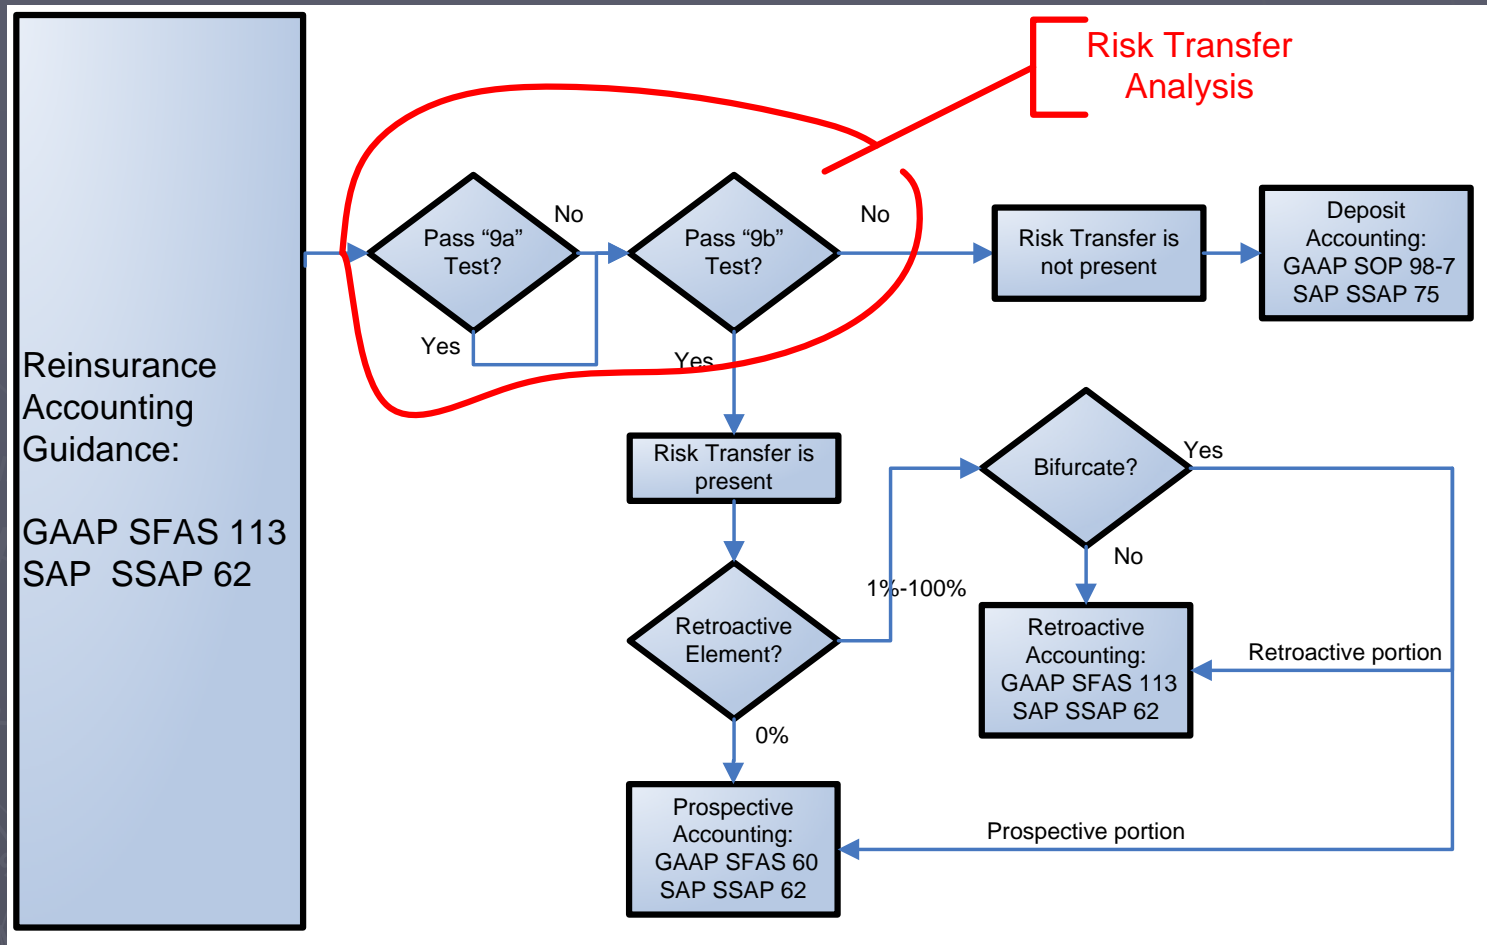 Risk Transfer
Analysis
Reinsurance
Accounting
Guidance:
GAAP SFAS 113
SAP  SSAP 62
Pass “9a”
Test?
No
Yes
Pass “9b”
Test?
No
Yes
Risk Transfer is
not present
Deposit
Accounting:
GAAP SOP 98-7
SAP SSAP 75
Risk Transfer is
present
Retroactive
Element?
1%-100%
0%
Bifurcate?
Yes
No
Retroactive
Accounting:
GAAP SFAS 113
SAP SSAP 62
Retroactive portion
Prospective
Accounting:
GAAP SFAS 60
SAP SSAP 62
Prospective portion